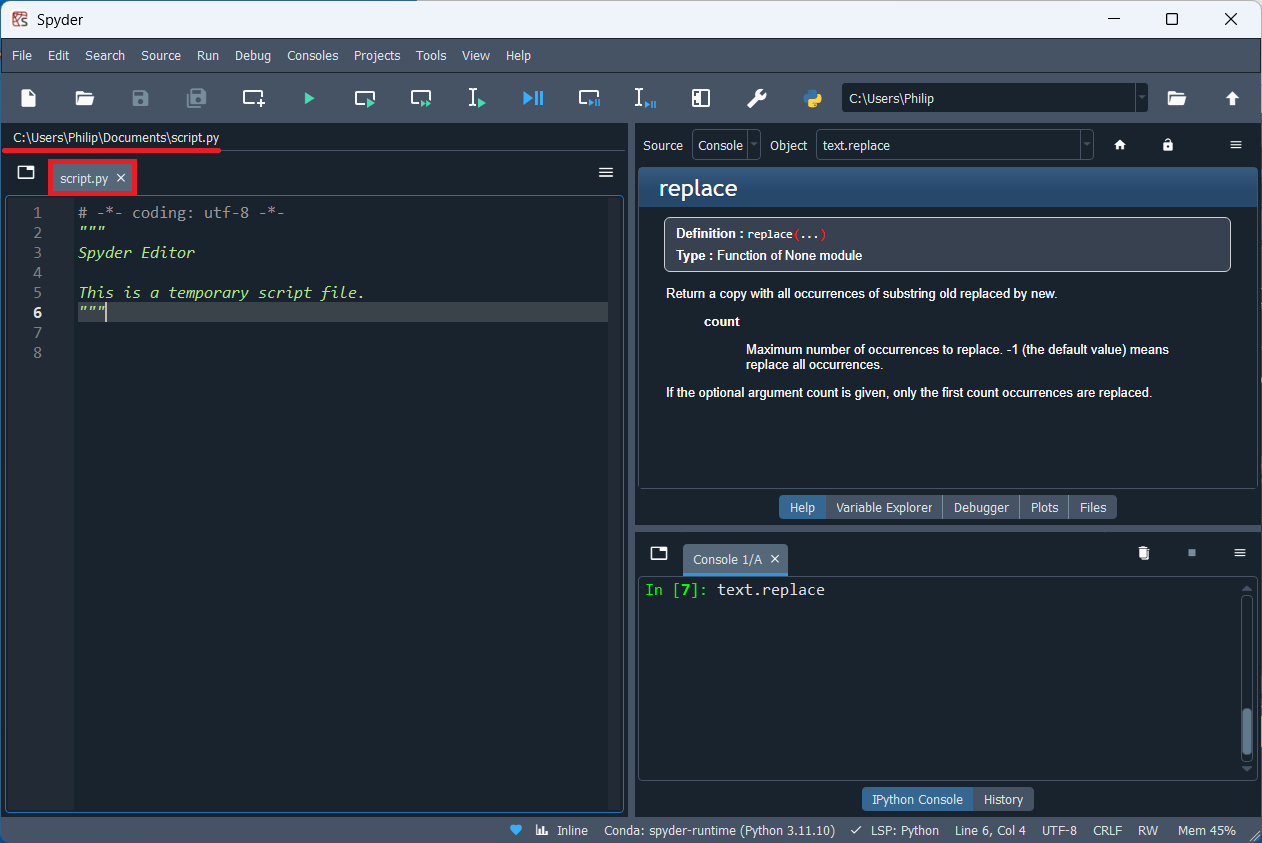 Spyder
File Edit Search Source Run Debug Consoles Projects Tools View Help
C:\Users\Philip
C:\Users\Philip\Documents\script.py
script.py
1 # -*- coding: utf-8 -*-
2 """
3 Spyder Editor
4
5 This is a temporary script file.
6 """
7
8
Source Console Object text.replace
replace
Definition : replace(...)
Type : Function of None module
Return a copy with all occurrences of substring old replaced by new.
count
Maximum number of occurrences to replace. -1 (the default value) means
replace all occurrences.
If the optional argument count is given, only the first count occurrences are replaced.
Help Variable Explorer Debugger Plots Files
Console 1/A
In [7]: text.replace
IPython Console History
Inline Conda: spyder-runtime (Python 3.11.10) LSP: Python Line 6, Col 4 UTF-8 CRLF RW Mem 45%